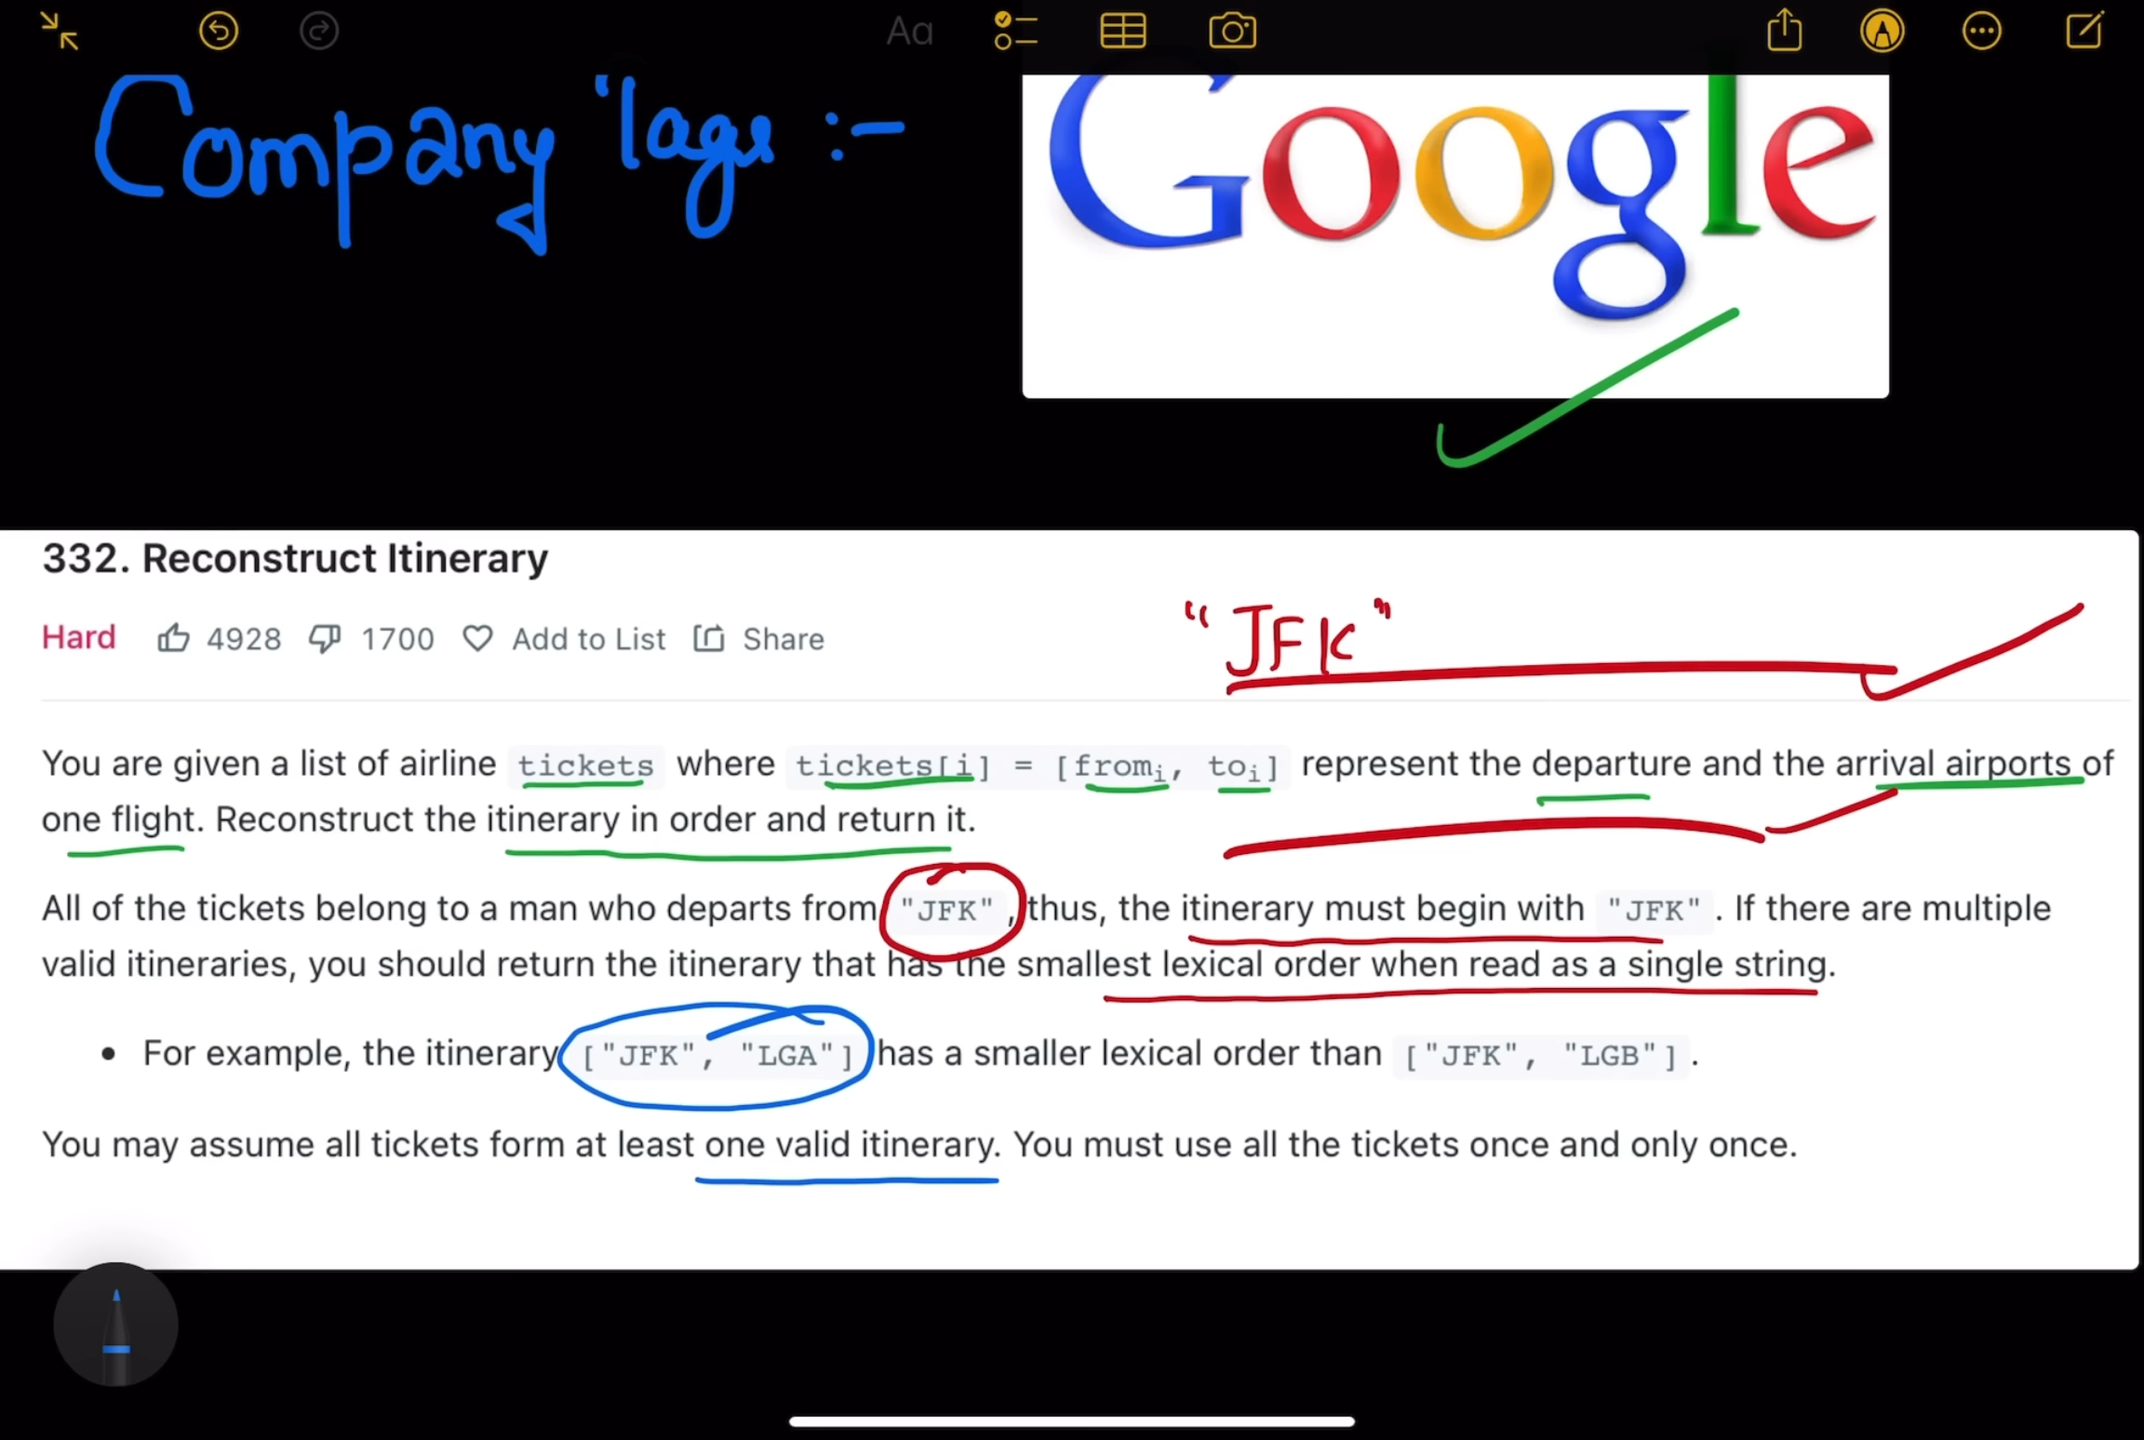 Aa
Company Tags :-
Google
332. Reconstruct Itinerary
Hard 4928 1700 Add to List Share
"JFK"
You are given a list of airline tickets where tickets[i] = [fromᵢ, toᵢ] represent the departure and the arrival airports of
one flight. Reconstruct the itinerary in order and return it.
All of the tickets belong to a man who departs from "JFK", thus, the itinerary must begin with "JFK". If there are multiple
valid itineraries, you should return the itinerary that has the smallest lexical order when read as a single string.
• For example, the itinerary ["JFK", "LGA"] has a smaller lexical order than ["JFK", "LGB"].
You may assume all tickets form at least one valid itinerary. You must use all the tickets once and only once.